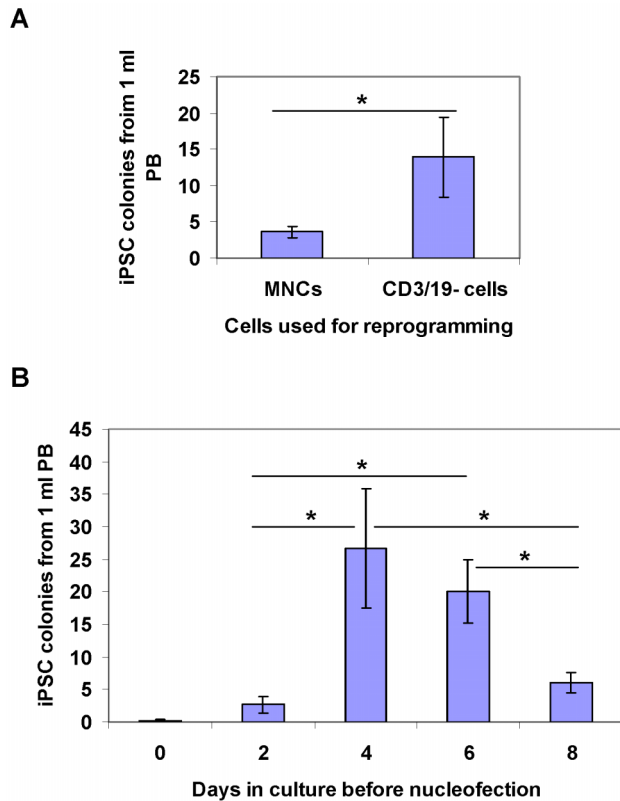 A
iPSC colonies froim 1 ml
PB
25
20
15
10
5
0
*
MNCs
CD3/19- cells
Cells used for reprogramming
B
iPSC colonies from 1 ml PB
45
40
35
30
25
20
15
10
5
0
*
*
*
*
0
2
4
6
8
Days in culture before nucleofection